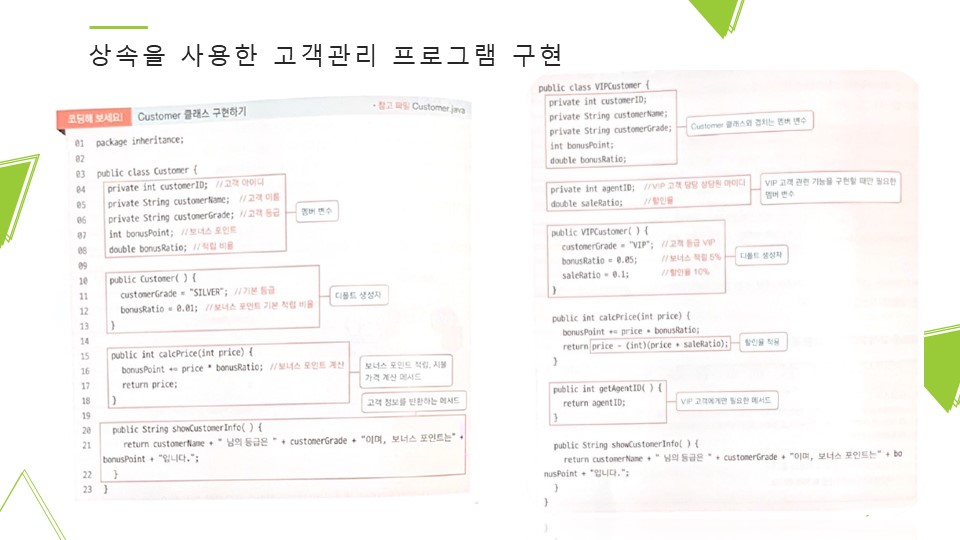 상속을 사용한 고객관리 프로그램 구현
코딩해 보세요! Customer 클래스 구현하기 • 참고 파일 Customer.java
01 package inheritance;
02
03 public class Customer {
04 private int customerID; //고객 아이디
05 private String customerName; //고객 이름
06 private String customerGrade; //고객 등급
07 int bonusPoint; //보너스 포인트
08 double bonusRatio; //적립 비율
멤버 변수
09
10 public Customer( ) {
11 customerGrade = "SILVER"; //기본 등급
12 bonusRatio = 0.01; //보너스 포인트 기본 적립 비율
13 }
디폴트 생성자
14
15 public int calcPrice(int price) {
16 bonusPoint += price * bonusRatio; //보너스 포인트 계산
17 return price;
18 }
보너스 포인트 적립, 지불
가격 계산 메서드
19
고객 정보를 반환하는 메서드
20 public String showCustomerInfo( ) {
21 return customerName + " 님의 등급은 " + customerGrade + "이며, 보너스 포인트는" +
bonusPoint + "입니다.";
22 }
23 }
public class VIPCustomer {
private int customerID;
private String customerName;
private String customerGrade;
int bonusPoint;
double bonusRatio;
Customer 클래스와 겹치는 멤버 변수
private int agentID; //VIP 고객 담당 상담원 아이디
double saleRatio; //할인율
VIP 고객 관련 기능을 구현할 때만 필요한
멤버 변수
public VIPCustomer( ) {
customerGrade = "VIP"; //고객 등급 VIP
bonusRatio = 0.05; //보너스 적립 5%
saleRatio = 0.1; //할인율 10%
}
디폴트 생성자
public int calcPrice(int price) {
bonusPoint += price * bonusRatio;
return price - (int)(price * saleRatio);
}
할인율 적용
public int getAgentID( ) {
return agentID;
}
VIP 고객에게만 필요한 메서드
public String showCustomerInfo( ) {
return customerName + " 님의 등급은 " + customerGrade + "이며, 보너스 포인트는" + bo
nusPoint + "입니다.";
}
}